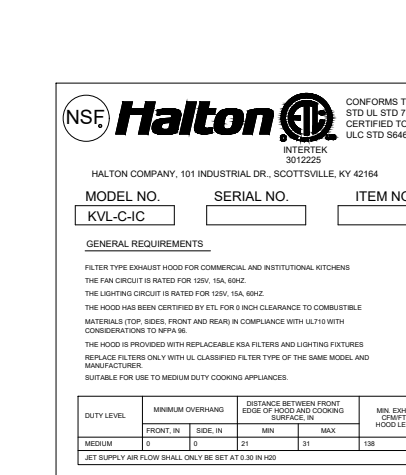 NSF
Halton
ETL
CONFORMS T
STD UL STD 7
CERTIFIED TO
ULC STD S646
INTERTEK
3012225
HALTON COMPANY, 101 INDUSTRIAL DR., SCOTTSVILLE, KY 42164
MODEL NO. SERIAL NO. ITEM NO
KVL-C-IC
GENERAL REQUIREMENTS
FILTER TYPE EXHAUST HOOD FOR COMMERCIAL AND INSTITUTIONAL KITCHENS
THE FAN CIRCUIT IS RATED FOR 125V, 15A, 60HZ.
THE LIGHTING CIRCUIT IS RATED FOR 125V, 15A, 60HZ.
THE HOOD HAS BEEN CERTIFIED BY ETL FOR 0 INCH CLEARANCE TO COMBUSTIBLE
MATERIALS (TOP, SIDES, FRONT AND REAR) IN COMPLIANCE WITH UL710 WITH
CONSIDERATIONS TO NFPA 96.
THE HOOD IS PROVIDED WITH REPLACEABLE KSA FILTERS AND LIGHTING FIXTURES
REPLACE FILTERS ONLY WITH UL CLASSIFIED FILTER TYPE OF THE SAME MODEL AND
MANUFACTURER.
SUITABLE FOR USE TO MEDIUM DUTY COOKING APPLIANCES.
DUTY LEVEL MINIMUM OVERHANG DISTANCE BETWEEN FRONT
EDGE OF HOOD AND COOKING
SURFACE, IN MIN. EXH
CFM/FT
HOOD LE
FRONT, IN SIDE, IN MIN MAX
MEDIUM 0 0 21 31 138
JET SUPPLY AIR FLOW SHALL ONLY BE SET AT 0.30 IN H20